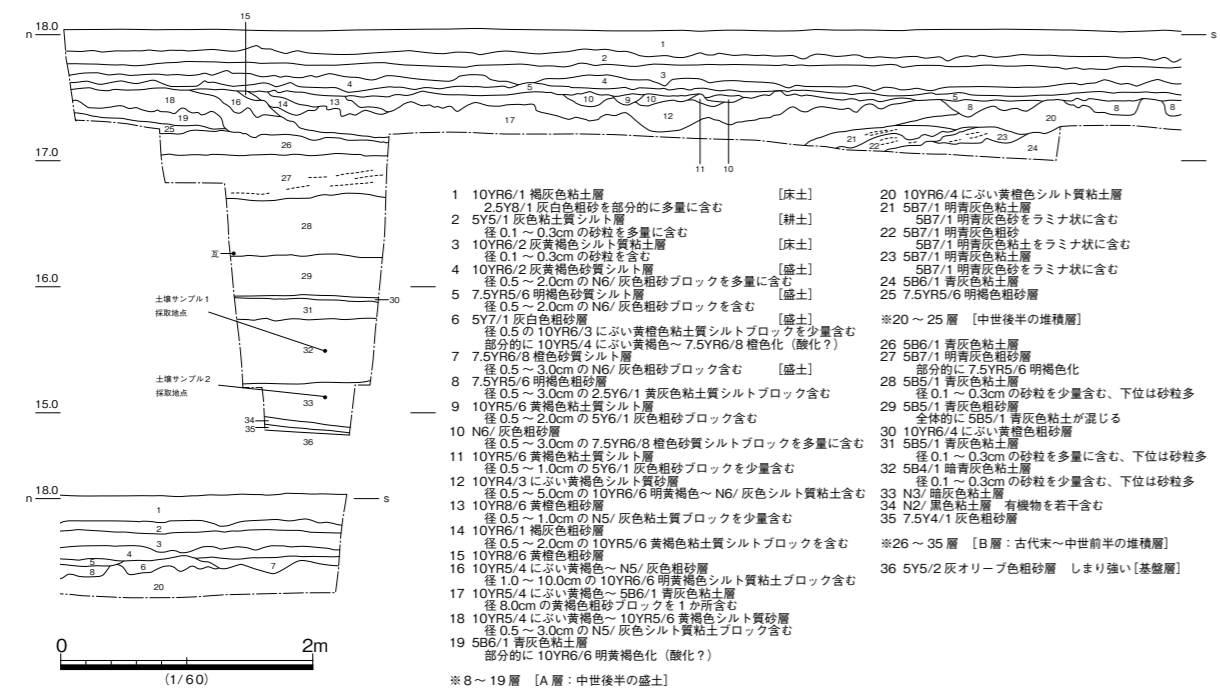 n 18.0
s
17.0
16.0
15.0
15
1
2
3
4
4
5
5
18
16
14
13
10
9
10
17
12
8
8
8
20
19
25
21
22
23
24
11
10
26
27
28
瓦
29
30
31
土壌サンプル1
採取地点
32
土壌サンプル2
採取地点
33
34
35
36
n 18.0
s
1
2
3
4
5
8
6
7
20
0 2m
(1/60)
1 10YR6/1 褐灰色粘土層 [床土]
2.5Y8/1 灰白色粗砂を部分的に多量に含む
2 5Y5/1 灰色粘土質シルト層 [耕土]
径 0.1 ~ 0.3cm の砂粒を多量に含む
3 10YR6/2 灰黄褐色シルト質粘土層 [床土]
径 0.1 ~ 0.3cm の砂粒を含む
4 10YR6/2 灰黄褐色砂質シルト層 [盛土]
径 0.5 ~ 2.0cm の N6/ 灰色粗砂ブロックを多量に含む
5 7.5YR5/6 明褐色砂質シルト層 [盛土]
径 0.5 ~ 2.0cm の N6/ 灰色粗砂ブロックを含む
6 5Y7/1 灰白色粗砂層 [盛土]
径 0.5 の 10YR6/3 にぶい黄橙色粘土質シルトブロックを少量含む
部分的に 10YR5/4 にぶい黄褐色~ 7.5YR6/8 橙色化(酸化?)
7 7.5YR6/8 橙色砂質シルト層
径 0.5 ~ 3.0cm の N6/ 灰色粗砂ブロック含む [盛土]
8 7.5YR5/6 明褐色粗砂層
径 0.5 ~ 3.0cm の 2.5Y6/1 黄灰色粘土質シルトブロック含む
9 10YR5/6 黄褐色粘土質シルト層
径 0.5 ~ 2.0cm の 5Y6/1 灰色粗砂ブロック含む
10 N6/ 灰色粗砂層
径 0.5 ~ 3.0cm の 7.5YR6/8 橙色砂質シルトブロックを多量に含む
11 10YR5/6 黄褐色粘土質シルト層
径 0.5 ~ 1.0cm の 5Y6/1 灰色粗砂ブロックを少量含む
12 10YR4/3 にぶい黄褐色シルト質砂層
径 0.5 ~ 5.0cm の 10YR6/6 明黄褐色~ N6/ 灰色シルト質粘土含む
13 10YR8/6 黄橙色粗砂層
径 0.5 ~ 1.0cm の N5/ 灰色粘土質ブロックを少量含む
14 10YR6/1 褐灰色粗砂層
径 0.5 ~ 2.0cm の 10YR5/6 黄褐色粘土質シルトブロックを含む
15 10YR8/6 黄橙色粗砂層
16 10YR5/4 にぶい黄褐色~ N5/ 灰色粗砂層
径 1.0 ~ 10.0cm の 10YR6/6 明黄褐色シルト質粘土ブロック含む
17 10YR5/4 にぶい黄褐色~ 5B6/1 青灰色粘土層
径 8.0cm の黄褐色粗砂ブロックを 1 か所含む
18 10YR5/4 にぶい黄褐色~ 10YR5/6 黄褐色シルト質砂層
径 0.5 ~ 3.0cm の N5/ 灰色シルト質粘土ブロック含む
19 5B6/1 青灰色粘土層
部分的に 10YR6/6 明黄褐色化(酸化?)
※8~19層 [A層:中世後半の盛土]
20 10YR6/4 にぶい黄橙色シルト質粘土層
21 5B7/1 明青灰色粘土層
5B7/1 明青灰色砂をラミナ状に含む
22 5B7/1 明青灰色粗砂
5B7/1 明青灰色粘土をラミナ状に含む
23 5B7/1 明青灰色粘土層
5B7/1 明青灰色砂をラミナ状に含む
24 5B6/1 青灰色粘土層
25 7.5YR5/6 明褐色粗砂層
※20~25層 [中世後半の堆積層]
26 5B6/1 青灰色粘土層
27 5B7/1 明青灰色粗砂層
部分的に 7.5YR5/6 明褐色化
28 5B5/1 青灰色粘土層
径 0.1 ~ 0.3cm の砂粒を少量含む、下位は砂粒多
29 5B5/1 青灰色粗砂層
全体的に 5B5/1 青灰色粘土が混じる
30 10YR6/4 にぶい黄橙色粗砂層
31 5B5/1 青灰色粘土層
径 0.1 ~ 0.3cm の砂粒を多量に含む、下位は砂粒多
32 5B4/1 暗青灰色粘土層
径 0.1 ~ 0.3cm の砂粒を少量含む、下位は砂粒多
33 N3/ 暗灰色粘土層
34 N2/ 黒色粘土層 有機物を若干含む
35 7.5Y4/1 灰色粗砂層
※26~35層 [B層:古代末~中世前半の堆積層]
36 5Y5/2 灰オリーブ色粗砂層 しまり強い[基盤層]